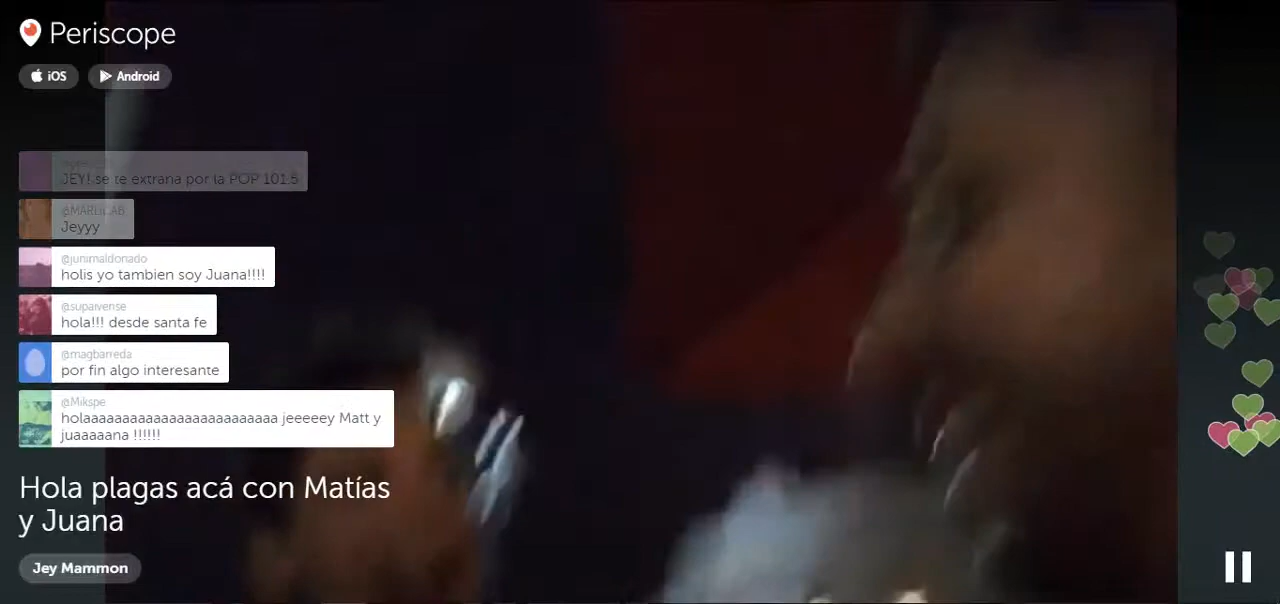 Periscope
iOS
Android
JEY! se te extrana por la POP 101.5
@MARLICAB
Jeyyy
@junimaldonado
holis yo tambien soy Juana!!!!
@supaivense
hola!!! desde santa fe
@magbarreda
por fin algo interesante
@Mikspe
holaaaaaaaaaaaaaaaaaaaaaaaaa jeeeeey Matt y
juaaaaana !!!!!!
Hola plagas acá con Matías
y Juana
Jey Mammon